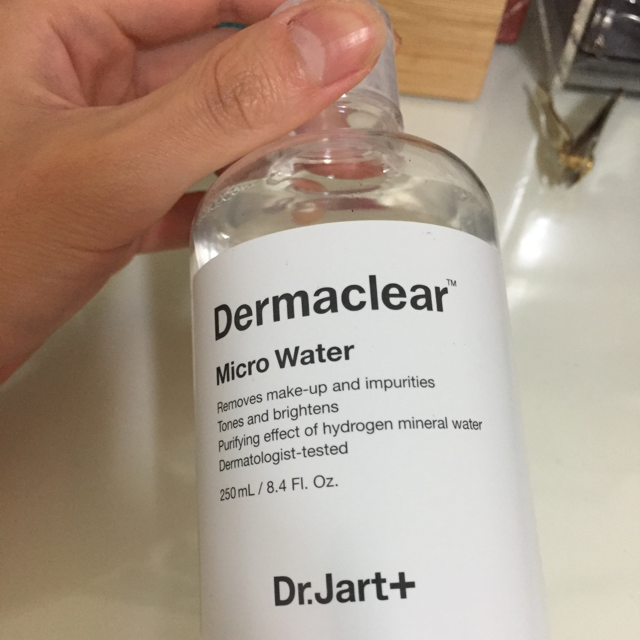 Dermaclear™
Micro Water
Removes make-up and impurities
Tones and brightens
Purifying effect of hydrogen mineral water
Dermatologist-tested
250 mL / 8.4 Fl. Oz.
Dr.Jart+